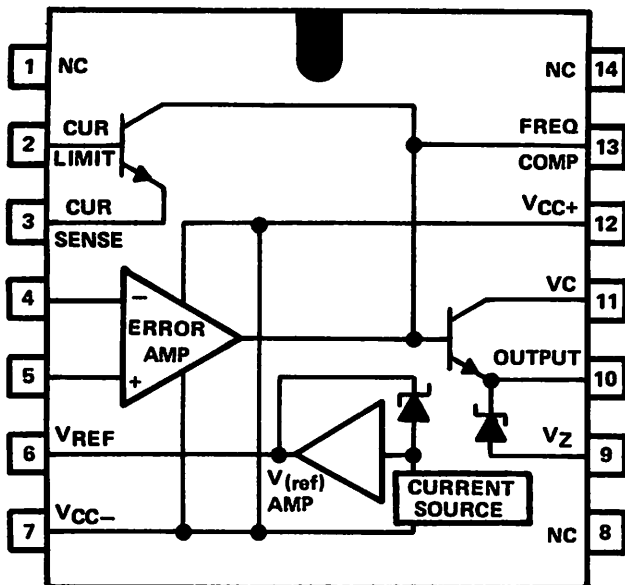 1 NC
NC 14
2 CUR
LIMIT
FREQ
COMP 13
3 CUR
SENSE
VCC+ 12
4 −
ERROR
AMP
VC 11
5 +
OUTPUT 10
6 VREF
V(ref)
AMP
VZ 9
CURRENT
SOURCE
7 VCC−
NC 8